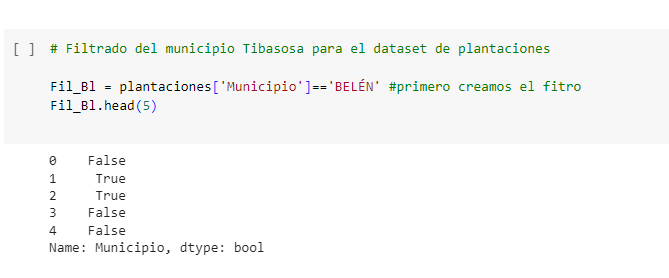 [ ] # Filtrado del municipio Tibasosa para el dataset de plantaciones
Fil_Bl = plantaciones['Municipio']=='BELÉN' #primero creamos el fitro
Fil_Bl.head(5)
0    False
1     True
2     True
3    False
4    False
Name: Municipio, dtype: bool